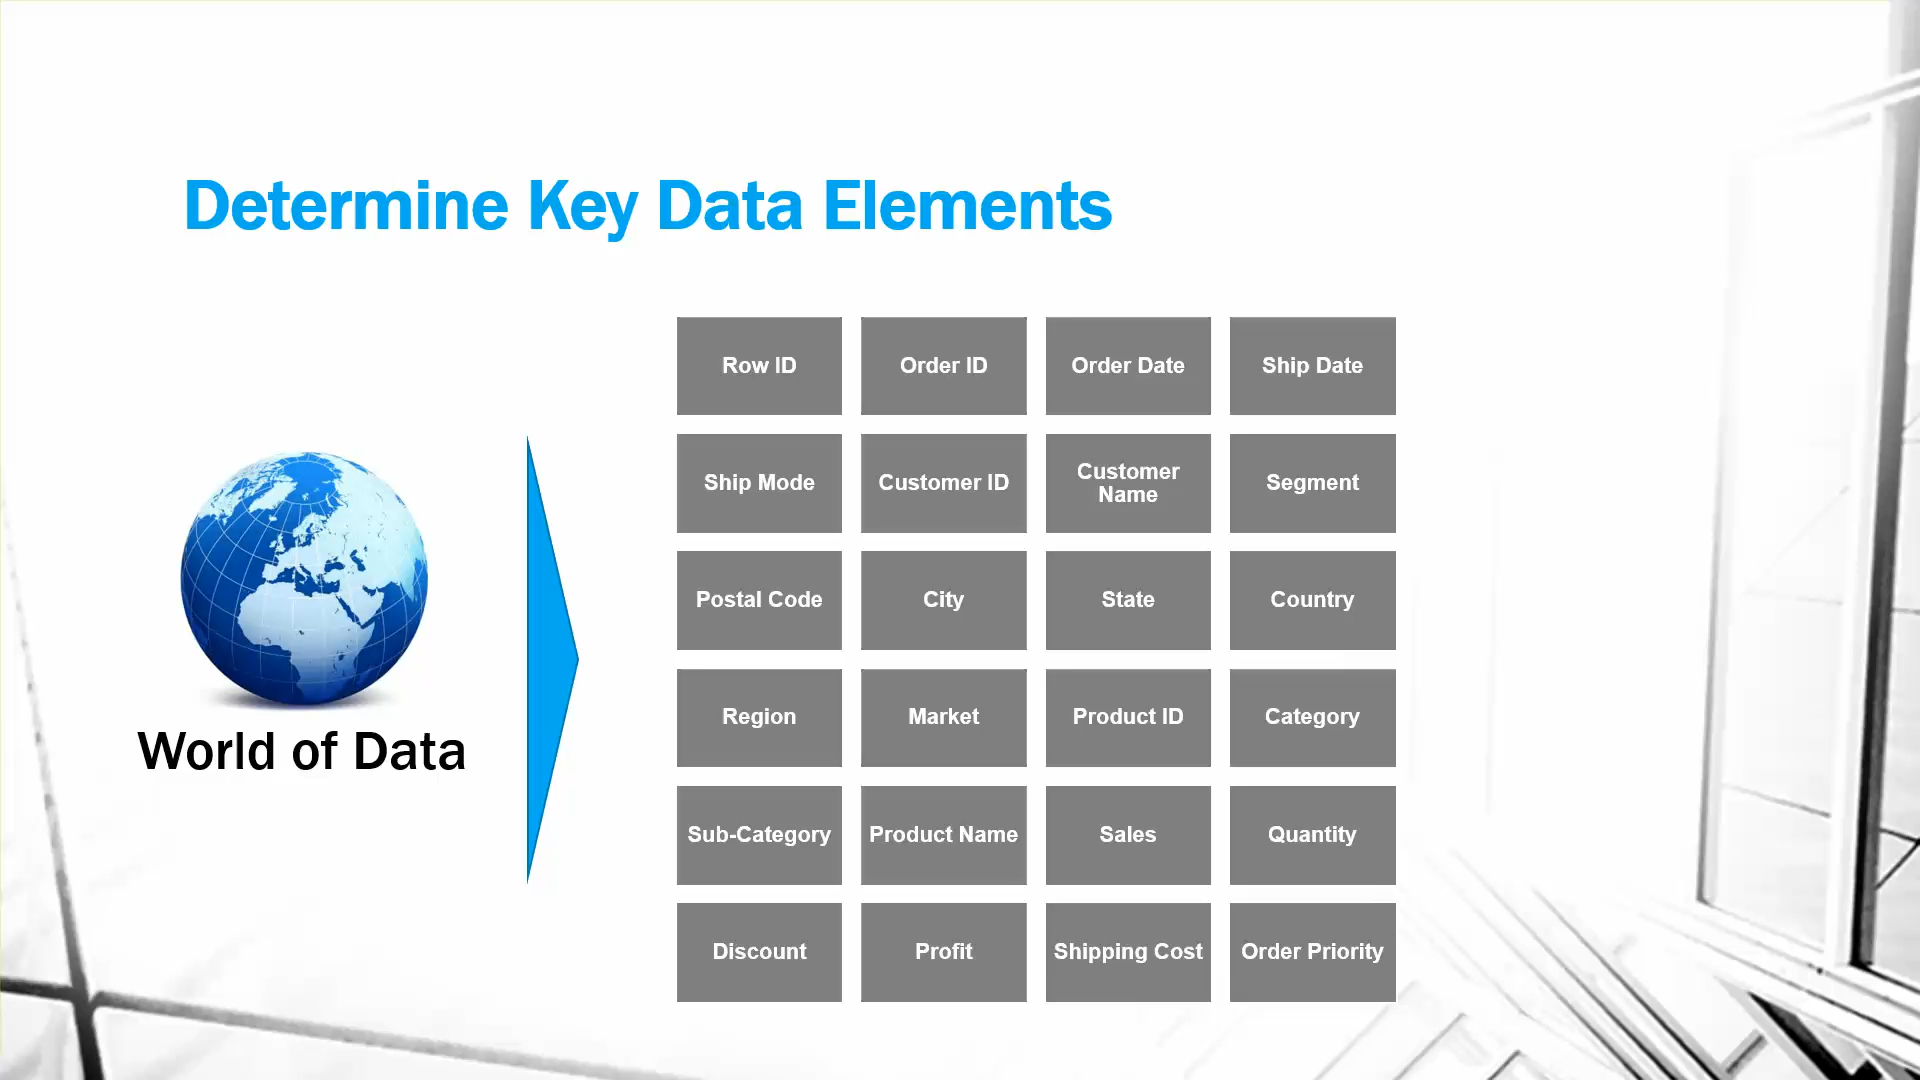 Determine Key Data Elements
World of Data
Row ID
Order ID
Order Date
Ship Date
Ship Mode
Customer ID
Customer
Name
Segment
Postal Code
City
State
Country
Region
Market
Product ID
Category
Sub-Category
Product Name
Sales
Quantity
Discount
Profit
Shipping Cost
Order Priority